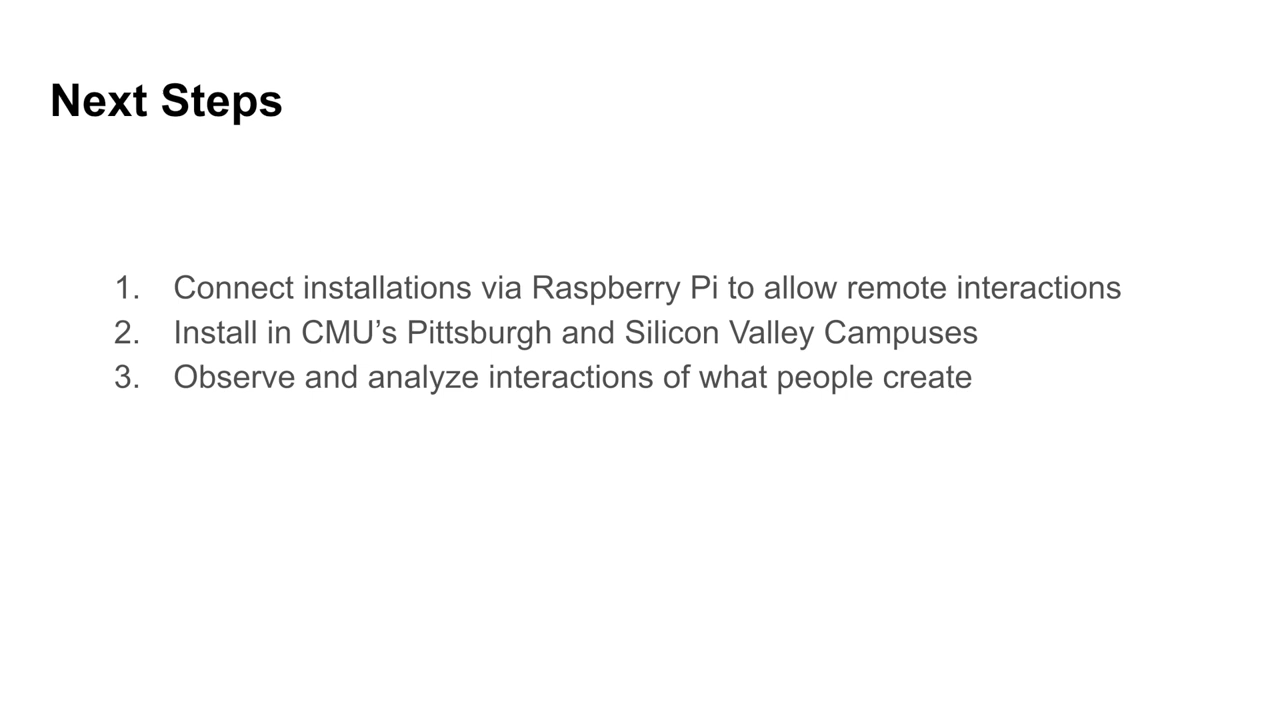 Next Steps
1. Connect installations via Raspberry Pi to allow remote interactions
2. Install in CMU’s Pittsburgh and Silicon Valley Campuses
3. Observe and analyze interactions of what people create